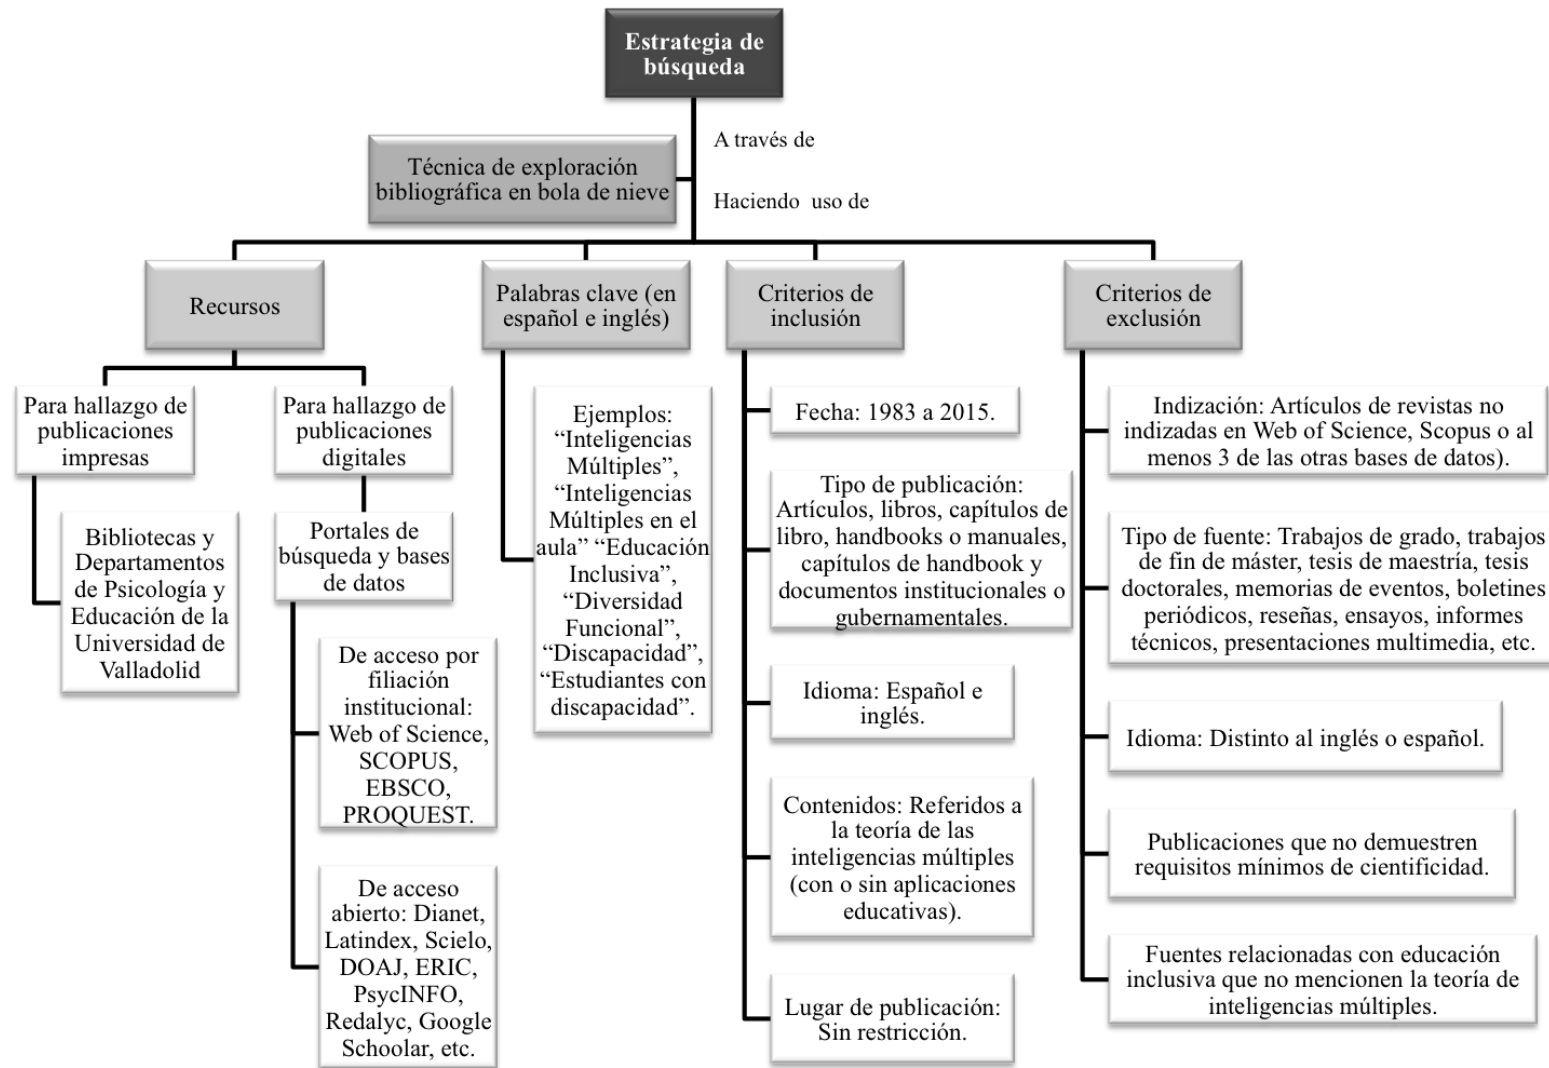 Estrategia de
búsqueda
A través de
Técnica de exploración
bibliográfica en bola de nieve
Haciendo uso de
Recursos
Para hallazgo de
publicaciones
impresas
Bibliotecas y
Departamentos
de Psicología y
Educación de la
Universidad de
Valladolid
Para hallazgo de
publicaciones
digitales
Portales de
búsqueda y bases
de datos
De acceso por
filiación
institucional:
Web of Science,
SCOPUS,
EBSCO,
PROQUEST.
De acceso
abierto: Dianet,
Latindex, Scielo,
DOAJ, ERIC,
PsycINFO,
Redalyc, Google
Schoolar, etc.
Palabras clave (en
español e inglés)
Ejemplos:
“Inteligencias
Múltiples”,
“Inteligencias
Múltiples en el
aula” “Educación
Inclusiva”,
“Diversidad
Funcional”,
“Discapacidad”,
“Estudiantes con
discapacidad”.
Criterios de
inclusión
Fecha: 1983 a 2015.
Tipo de publicación:
Artículos, libros, capítulos de
libro, handbooks o manuales,
capítulos de handbook y
documentos institucionales o
gubernamentales.
Idioma: Español e
inglés.
Contenidos: Referidos a
la teoría de las
inteligencias múltiples
(con o sin aplicaciones
educativas).
Lugar de publicación:
Sin restricción.
Criterios de
exclusión
Indización: Artículos de revistas no
indizadas en Web of Science, Scopus o al
menos 3 de las otras bases de datos).
Tipo de fuente: Trabajos de grado, trabajos
de fin de máster, tesis de maestría, tesis
doctorales, memorias de eventos, boletines
periódicos, reseñas, ensayos, informes
técnicos, presentaciones multimedia, etc.
Idioma: Distinto al inglés o español.
Publicaciones que no demuestren
requisitos mínimos de cientificidad.
Fuentes relacionadas con educación
inclusiva que no mencionen la teoría de
inteligencias múltiples.